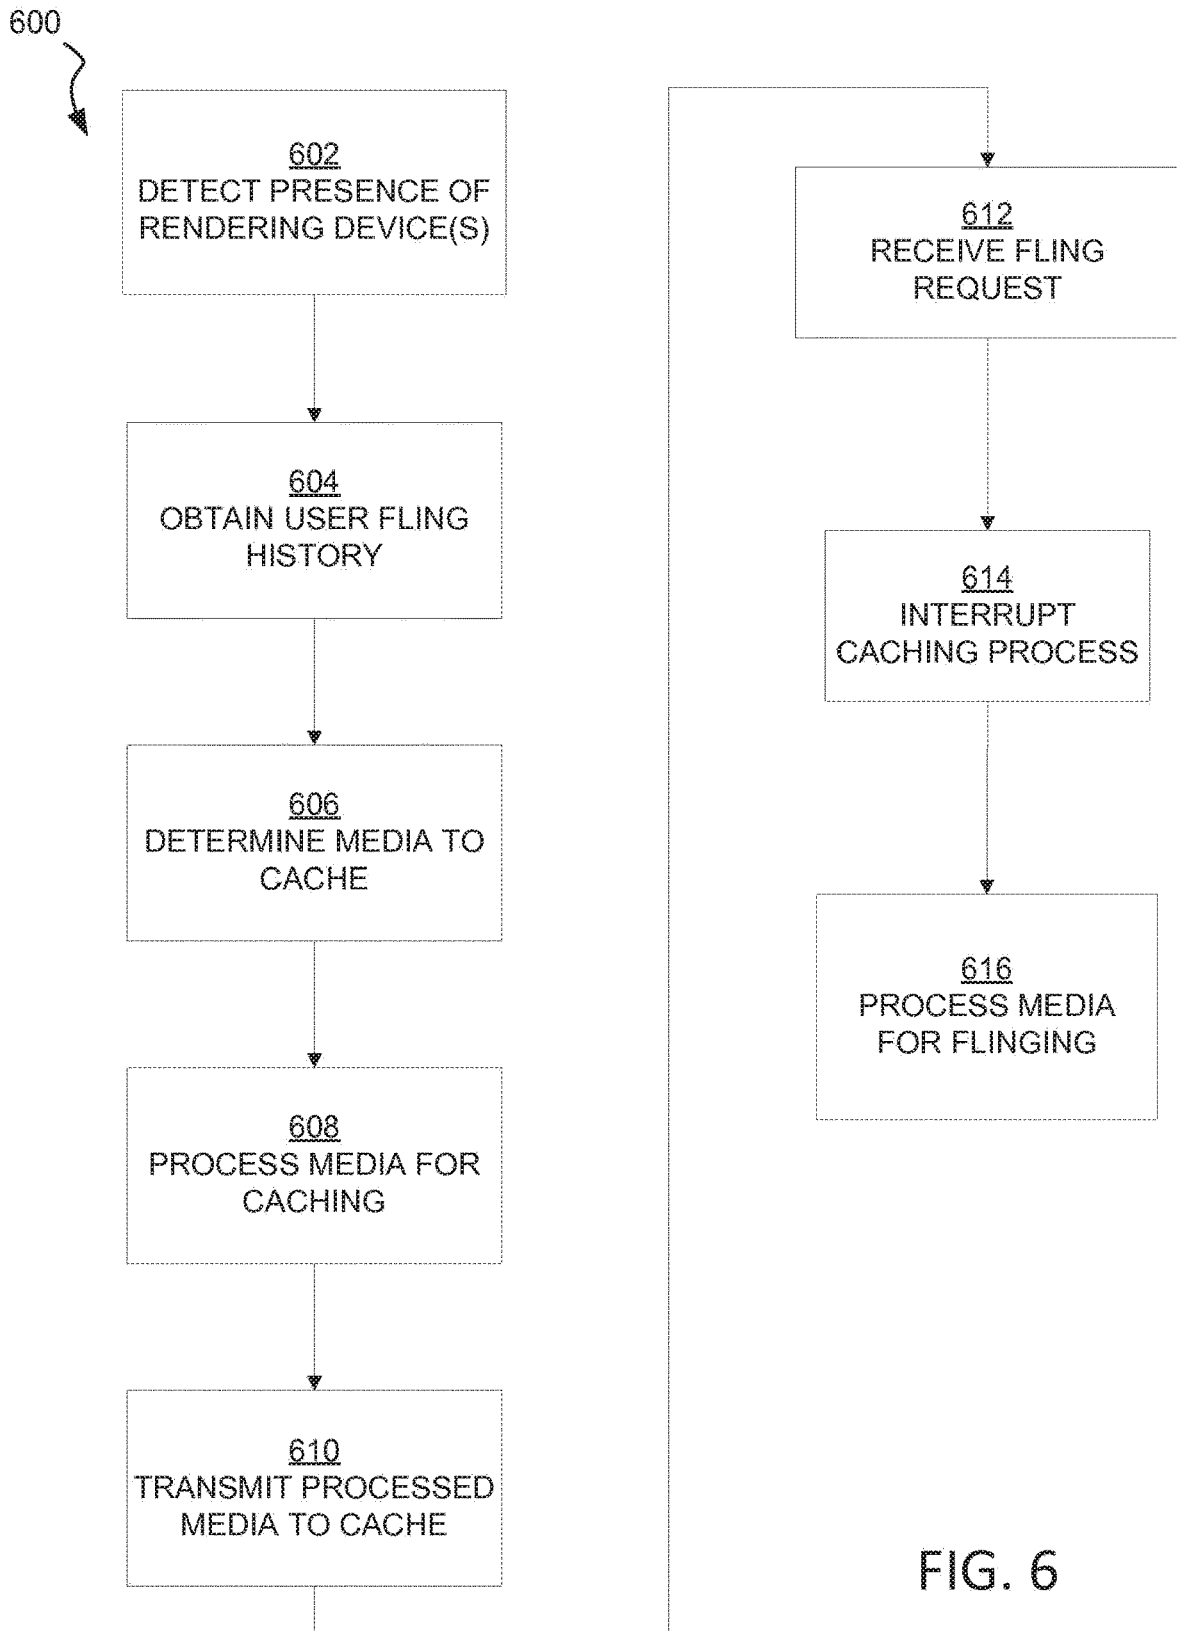 600
602
DETECT PRESENCE OF
RENDERING DEVICE(S)
604
OBTAIN USER FLING
HISTORY
606
DETERMINE MEDIA TO
CACHE
608
PROCESS MEDIA FOR
CACHING
610
TRANSMIT PROCESSED
MEDIA TO CACHE
612
RECEIVE FLING
REQUEST
614
INTERRUPT
CACHING PROCESS
616
PROCESS MEDIA
FOR FLINGING
FIG. 6